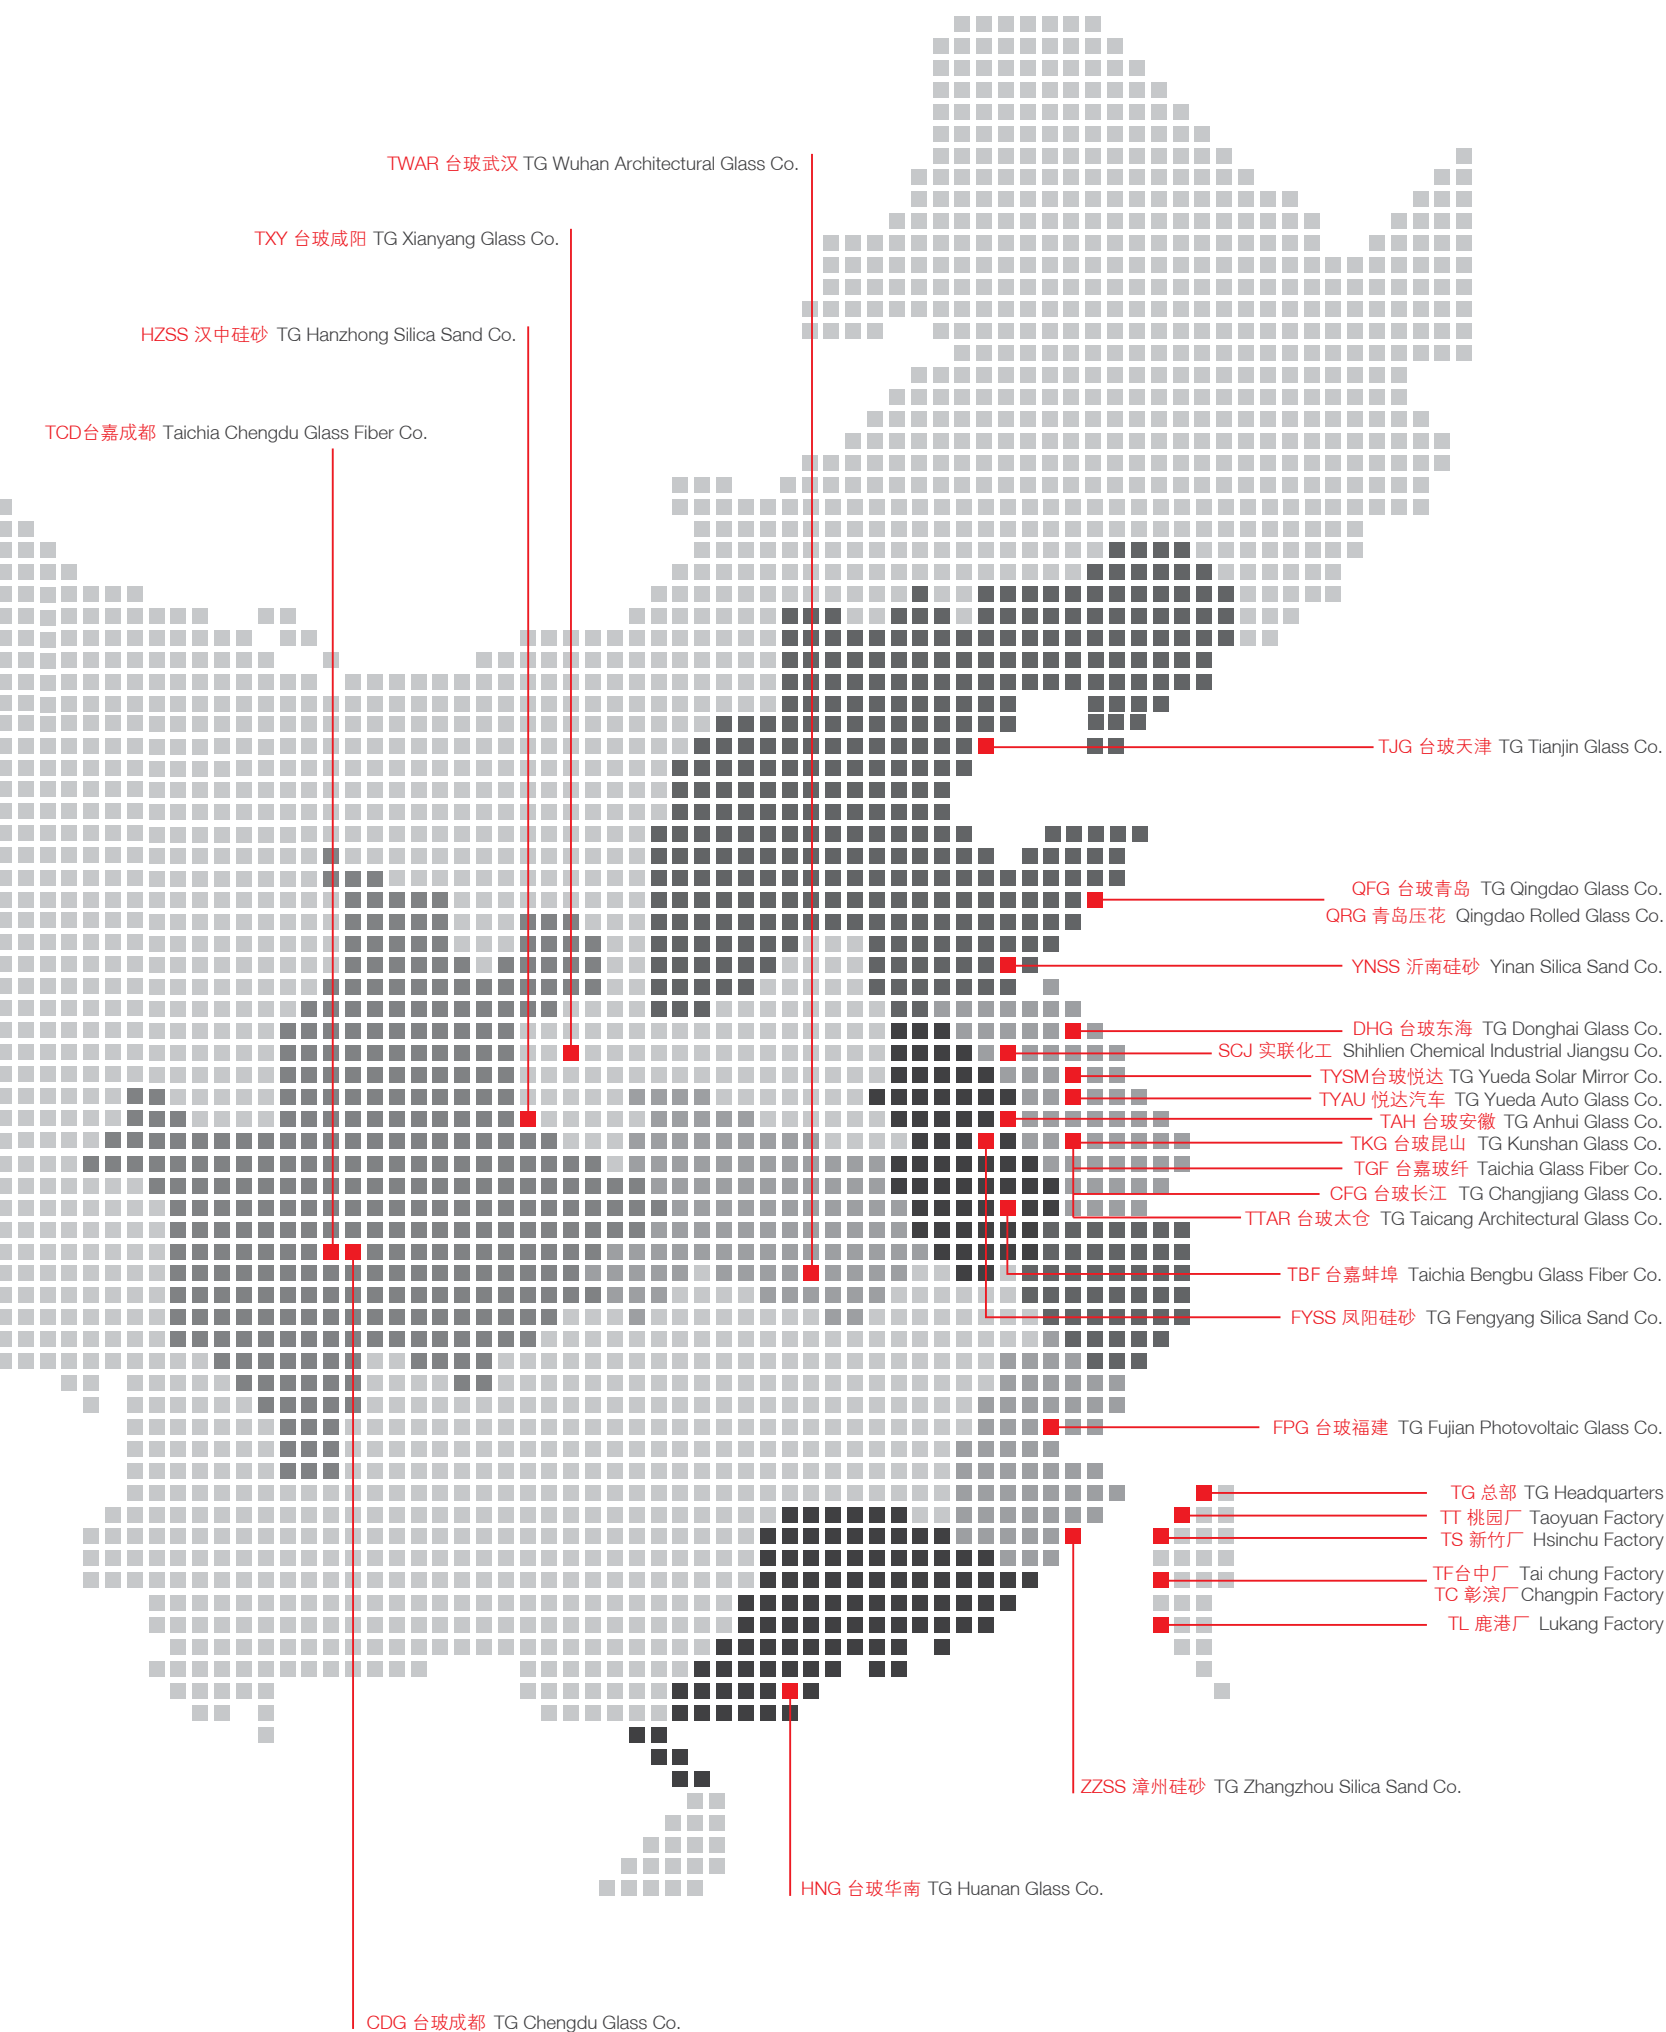 TWAR 台玻武汉 TG Wuhan Architectural Glass Co.
TXY 台玻咸阳 TG Xianyang Glass Co.
HZSS 汉中硅砂 TG Hanzhong Silica Sand Co.
TCD台嘉成都 Taichia Chengdu Glass Fiber Co.
TJG 台玻天津 TG Tianjin Glass Co.
QFG 台玻青岛 TG Qingdao Glass Co.
QRG 青岛压花 Qingdao Rolled Glass Co.
YNSS 沂南硅砂 Yinan Silica Sand Co.
DHG 台玻东海 TG Donghai Glass Co.
SCJ 实联化工 Shihlien Chemical Industrial Jiangsu Co.
TYSM台玻悦达 TG Yueda Solar Mirror Co.
TYAU 悦达汽车 TG Yueda Auto Glass Co.
TAH 台玻安徽 TG Anhui Glass Co.
TKG 台玻昆山 TG Kunshan Glass Co.
TGF 台嘉玻纤 Taichia Glass Fiber Co.
CFG 台玻长江 TG Changjiang Glass Co.
TTAR 台玻太仓 TG Taicang Architectural Glass Co.
TBF 台嘉蚌埠 Taichia Bengbu Glass Fiber Co.
FYSS 凤阳硅砂 TG Fengyang Silica Sand Co.
FPG 台玻福建 TG Fujian Photovoltaic Glass Co.
TG 总部 TG Headquarters
TT 桃园厂 Taoyuan Factory
TS 新竹厂 Hsinchu Factory
TF台中厂 Tai chung Factory
TC 彰滨厂Changpin Factory
TL 鹿港厂 Lukang Factory
ZZSS 漳州硅砂 TG Zhangzhou Silica Sand Co.
HNG 台玻华南 TG Huanan Glass Co.
CDG 台玻成都 TG Chengdu Glass Co.